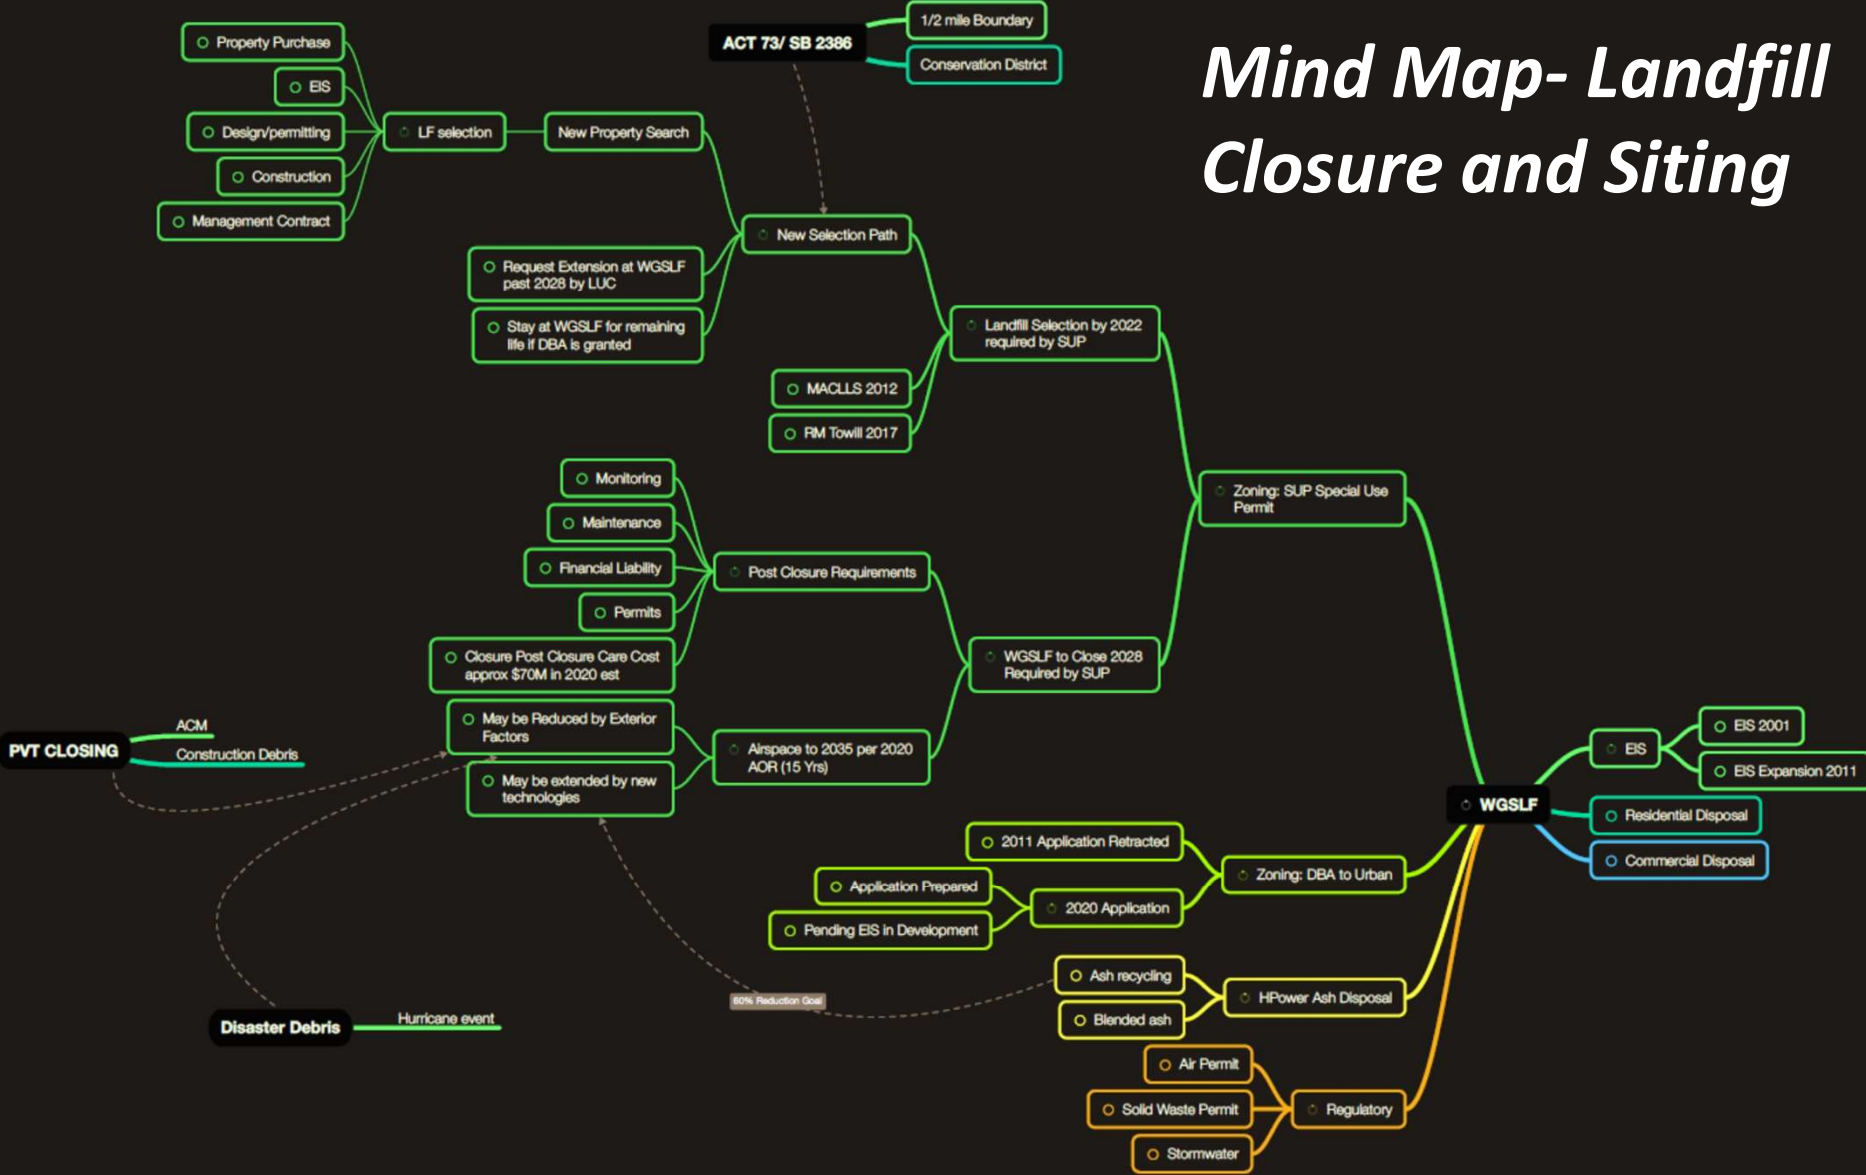 Mind Map- Landfill
Closure and Siting
ACT 73/ SB 2386
1/2 mile Boundary
Conservation District
Property Purchase
EIS
Design/permitting
Construction
Management Contract
LF selection
New Property Search
New Selection Path
Request Extension at WGSLF
past 2028 by LUC
Stay at WGSLF for remaining
life if DBA is granted
Landfill Selection by 2022
required by SUP
MACLLS 2012
RM Towill 2017
Zoning: SUP Special Use
Permit
Monitoring
Maintenance
Financial Liability
Permits
Closure Post Closure Care Cost
approx $70M in 2020 est
Post Closure Requirements
WGSLF to Close 2028
Required by SUP
May be Reduced by Exterior
Factors
May be extended by new
technologies
Airspace to 2035 per 2020
AOR (15 Yrs)
PVT CLOSING
ACM
Construction Debris
Disaster Debris
Hurricane event
WGSLF
EIS
EIS 2001
EIS Expansion 2011
Residential Disposal
Commercial Disposal
2011 Application Retracted
Application Prepared
Pending EIS in Development
2020 Application
Zoning: DBA to Urban
Ash recycling
Blended ash
HPower Ash Disposal
60% Reduction Goal
Air Permit
Solid Waste Permit
Stormwater
Regulatory